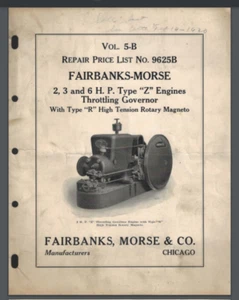 VOL. 5-B
REPAIR PRICE LIST No. 9625B
FAIRBANKS-MORSE
2, 3 and 6 H. P. Type "Z" Engines
Throttling Governor
With Type "R" High Tension Rotary Magneto
FAIRBANKS, MORSE & CO.
Manufacturers CHICAGO